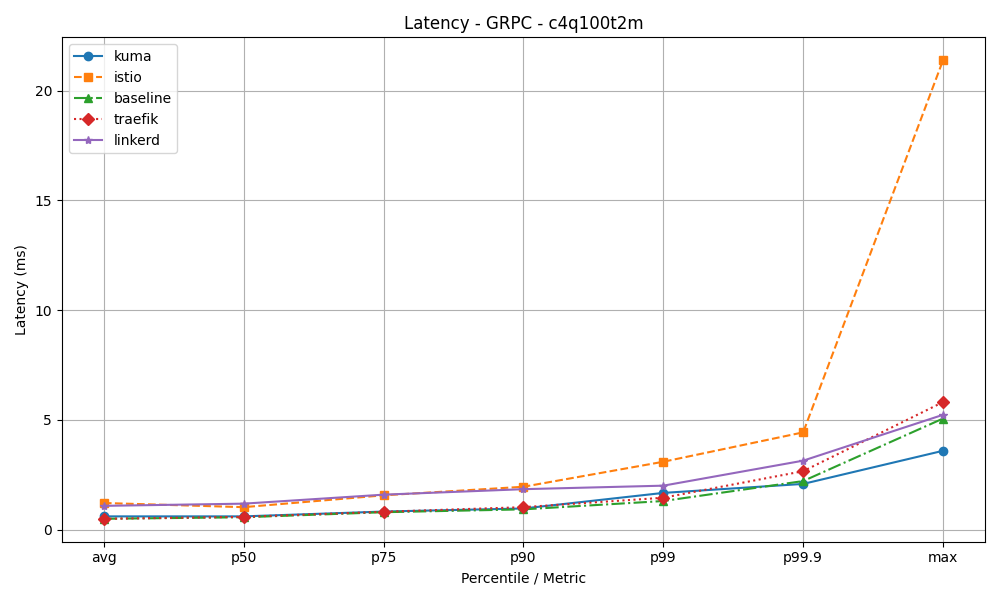 Latency - GRPC - c4q100t2m
kuma
istio
baseline
traefik
linkerd
Latency (ms)
20
15
10
5
0
avg p50 p75 p90 p99 p99.9 max
Percentile / Metric